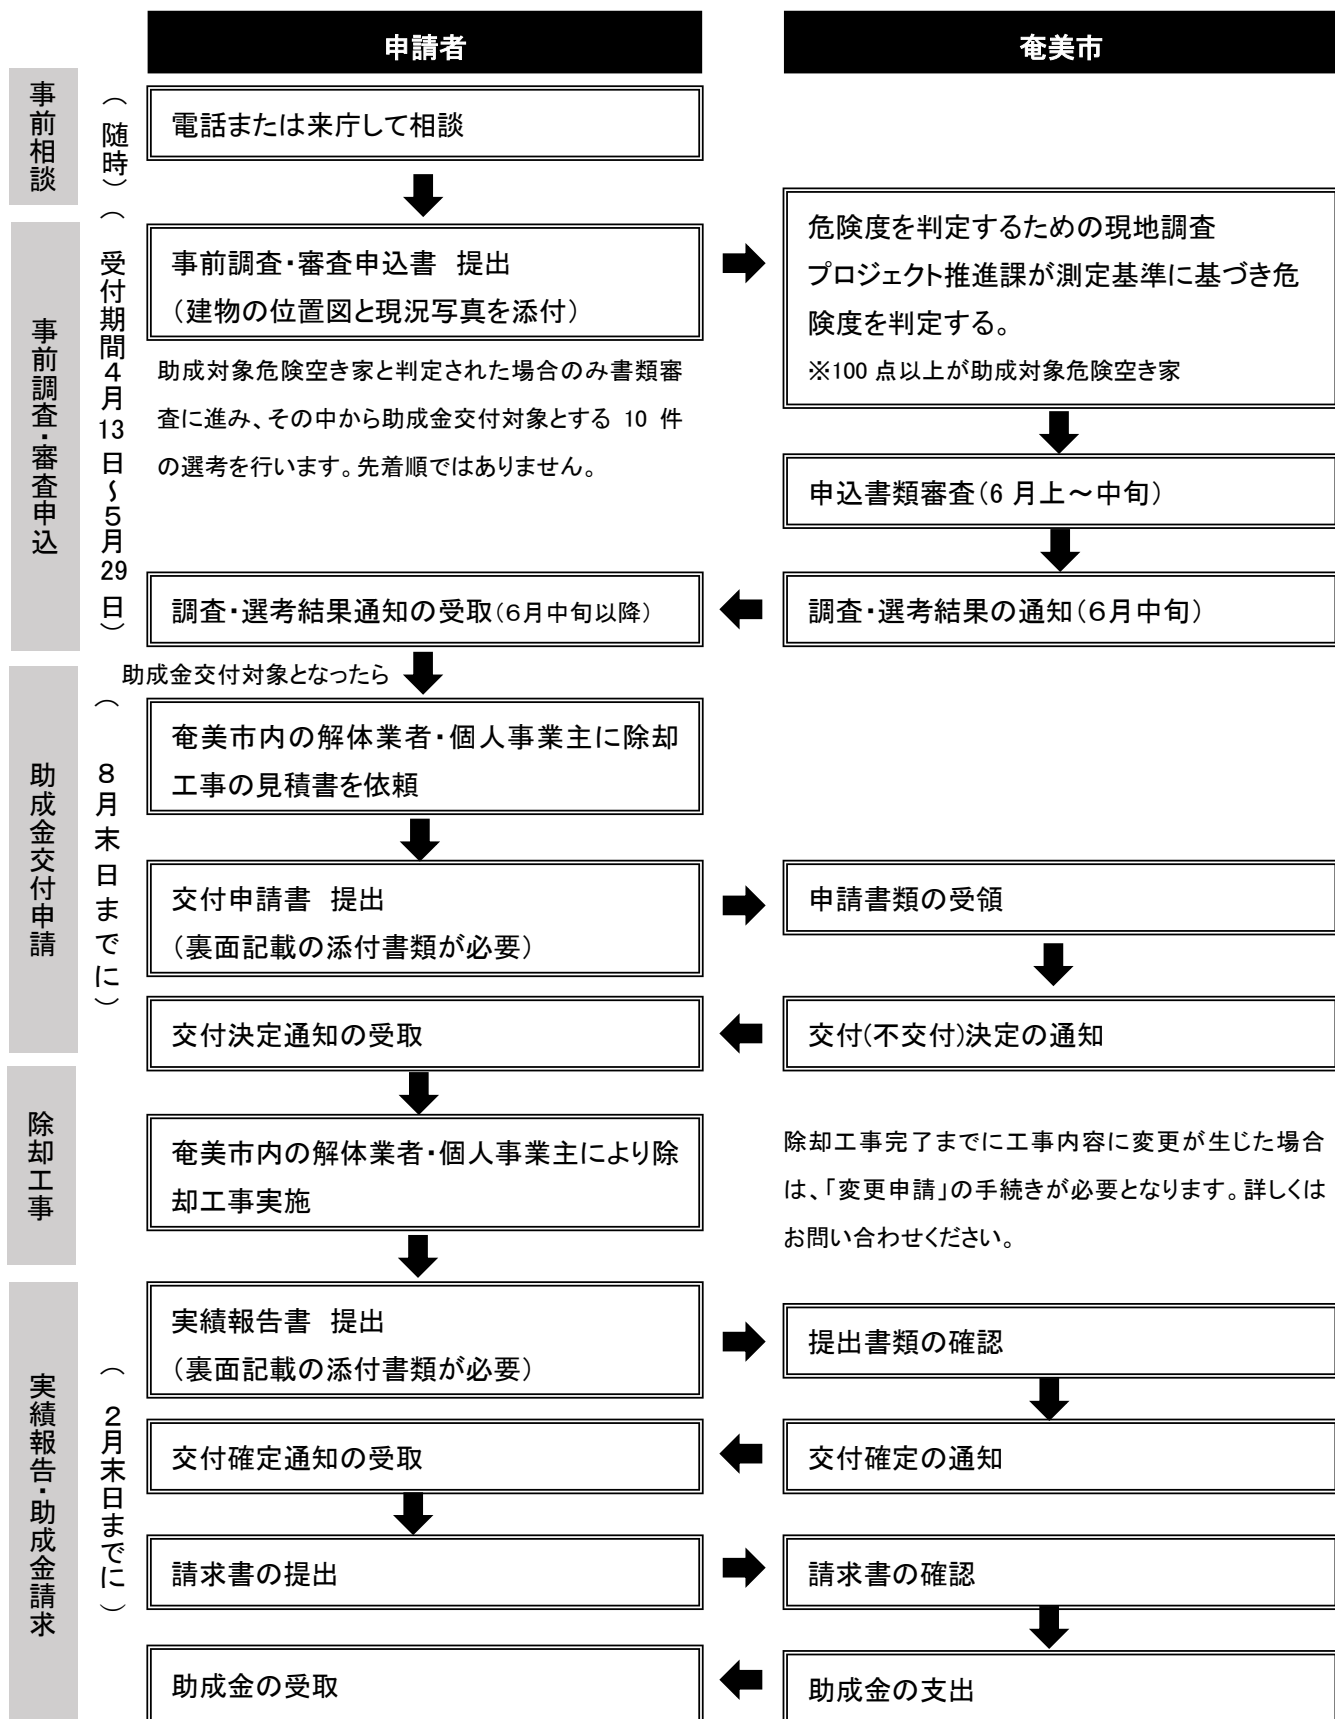 申請者
奄美市
事前相談
（随時）
電話または来庁して相談
事前調査・審査申込
（受付期間４月13日～５月29日）
事前調査・審査申込書　提出
（建物の位置図と現況写真を添付）
危険度を判定するための現地調査
プロジェクト推進課が測定基準に基づき危
険度を判定する。
※100 点以上が助成対象危険空き家
助成対象危険空き家と判定された場合のみ書類審
査に進み、その中から助成金交付対象とする 10 件
の選考を行います。先着順ではありません。
申込書類審査（6 月上～中旬）
調査・選考結果通知の受取（６月中旬以降）
調査・選考結果の通知（６月中旬）
助成金交付対象となったら
助成金交付申請
（　８月末日までに）
奄美市内の解体業者・個人事業主に除却
工事の見積書を依頼
交付申請書　提出
（裏面記載の添付書類が必要）
申請書類の受領
交付決定通知の受取
交付(不交付)決定の通知
除却工事
奄美市内の解体業者・個人事業主により除
却工事実施
除却工事完了までに工事内容に変更が生じた場合
は、「変更申請」の手続きが必要となります。詳しくは
お問い合わせください。
実績報告・助成金請求
（　２月末日までに）
実績報告書　提出
（裏面記載の添付書類が必要）
提出書類の確認
交付確定通知の受取
交付確定の通知
請求書の提出
請求書の確認
助成金の受取
助成金の支出